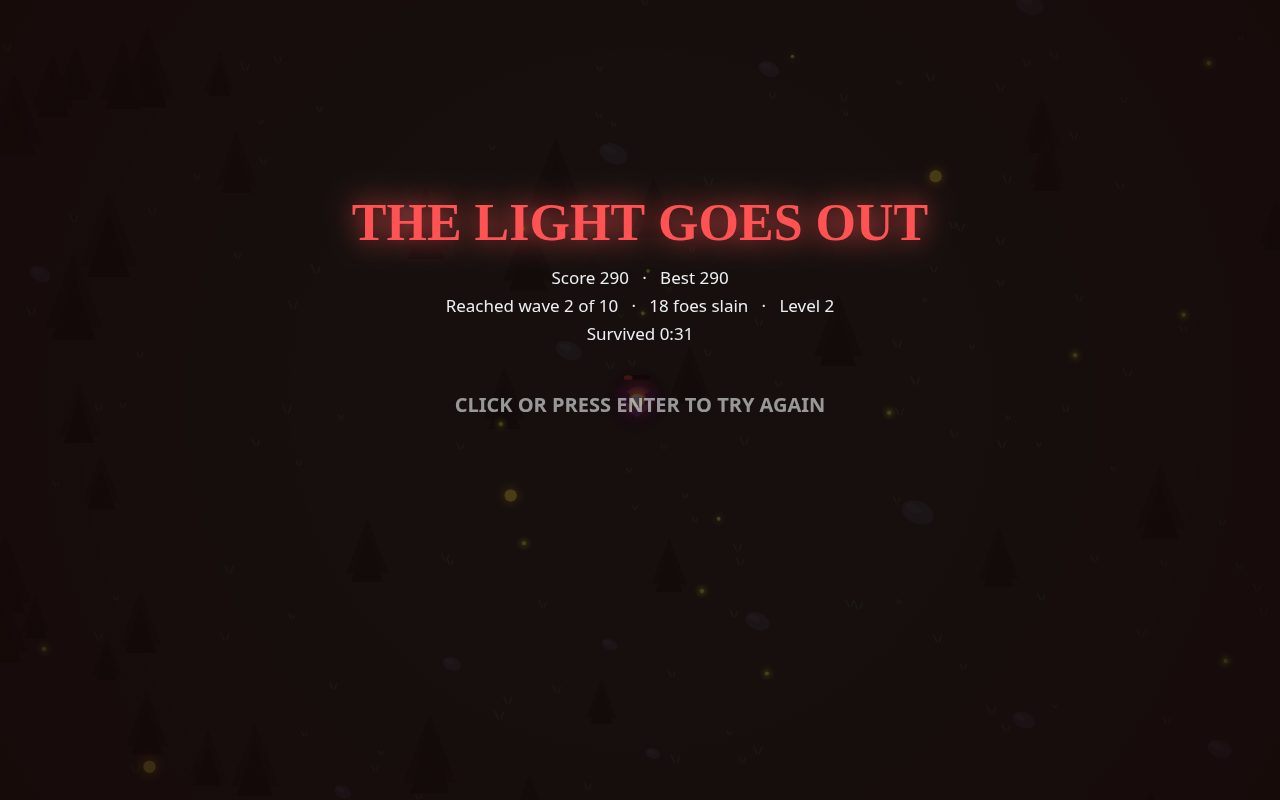 THE LIGHT GOES OUT
Score 290 · Best 290
Reached wave 2 of 10 · 18 foes slain · Level 2
Survived 0:31
CLICK OR PRESS ENTER TO TRY AGAIN